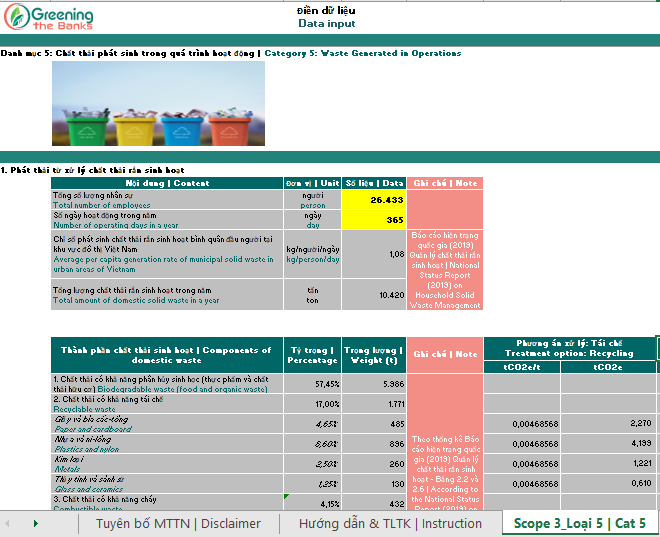 Greening
the Banks
Điền dữ liệu
Data input
Danh mục 5: Chất thải phát sinh trong quá trình hoạt động | Category 5: Waste Generated in Operations
1. Phát thải từ xử lý chất thải rắn sinh hoạt
Nội dung | Content Đơn vị | Unit Số liệu | Data Ghi chú | Note
Tổng số lượng nhân sự
Total number of employees
người
person
26.433
Số ngày hoạt động trong năm
Number of operating days in a year
ngày
day
365
Chỉ số phát sinh chất thải rắn sinh hoạt bình quân đầu người tại
khu vực đô thị Việt Nam
Average per capita generation rate of municipal solid waste in
urban areas of Vietnam
kg/người/ngày
kg/person/day
1,08
Báo cáo hiện trạng
quốc gia (2019)
Quản lý chất thải rắn
sinh hoạt | National
Status Report
(2019) on
Household Solid
Waste Management
Tổng lượng chất thải rắn sinh hoạt trong năm
Total amount of domestic solid waste in a year
tấn
ton
10.420
Thành phần chất thải sinh hoạt | Components of
domestic waste
Tỷ trọng |
Percentage
Trọng lượng |
Weight (t)
Ghi chú | Note
Phương án xử lý: Tái chế
Treatment option: Recycling
tCO2e/t tCO2e
1. Chất thải có khả năng phân hủy sinh học (thực phẩm và chất
thải hữu cơ) Biodegradable waste (food and organic waste)
57,45% 5.986
2. Chất thải có khả năng tái chế
Recyclable waste
17,00% 1.771
Giấy và bìa các-tông
Paper and cardboard
4,65% 485 0,00468568 2,270
Nhựa và ni-lông
Plastics and nylon
8,60% 896 0,00468568 4,199
Kim loại
Metals
2,50% 260 0,00468568 1,221
Thủy tinh và sành sứ
Glass and ceramics
1,25% 130 0,00468568 0,610
3. Chất thải có khả năng cháy
Combustible waste
4,15% 432
Theo thống kê Báo
cáo hiện trạng quốc
gia (2019) Quản lý
chất thải rắn sinh
hoạt - Bảng 2.2 và
2.6 | According to
the National Status
Report (2019) on
Tuyên bố MTTN | Disclaimer Hướng dẫn & TLTK | Instruction Scope 3_Loại 5 | Cat 5